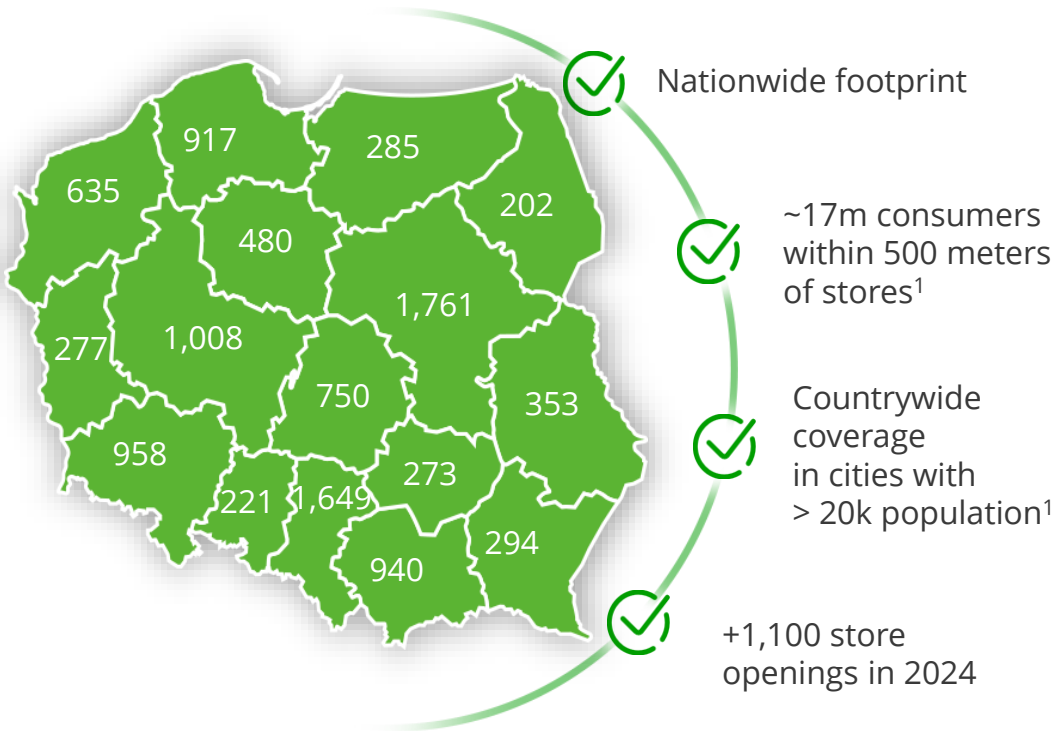 917
285
635
202
480
1,761
1,008
277
750
353
958
273
221
1,649
294
940
Nationwide footprint
~17m consumers
within 500 meters
of stores¹
Countrywide
coverage
in cities with
> 20k population¹
+1,100 store
openings in 2024